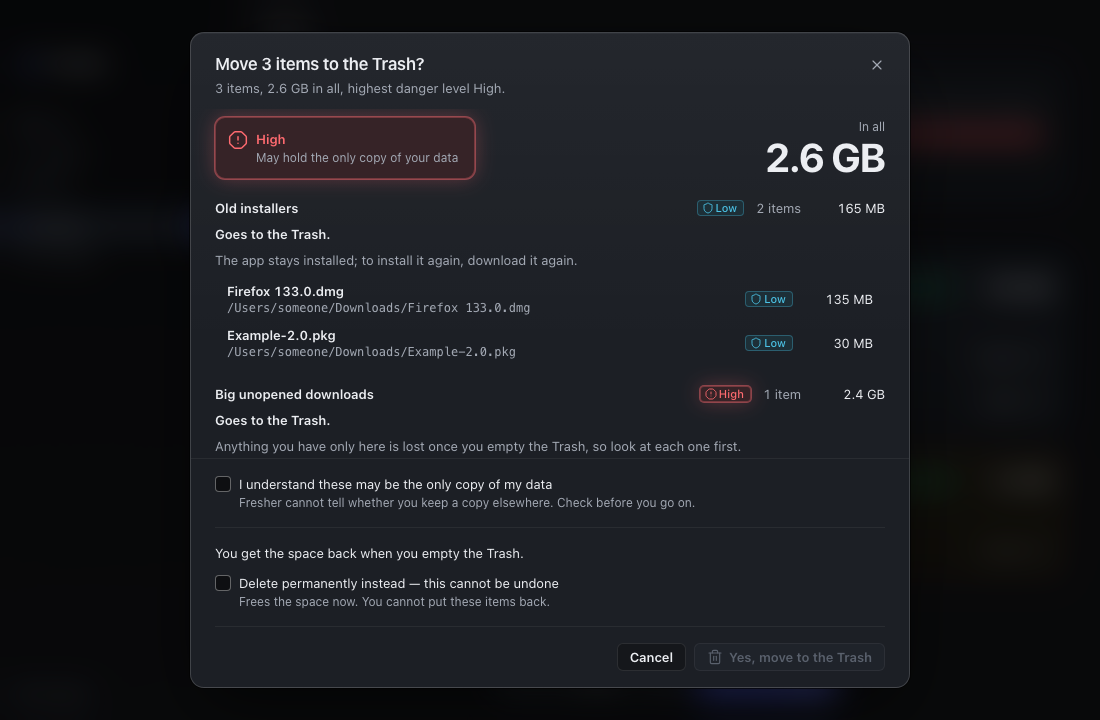 Move 3 items to the Trash?
3 items, 2.6 GB in all, highest danger level High.
High
May hold the only copy of your data
In all
2.6 GB
Old installers Low 2 items 165 MB
Goes to the Trash.
The app stays installed; to install it again, download it again.
Firefox 133.0.dmg
/Users/someone/Downloads/Firefox 133.0.dmg
Low 135 MB
Example-2.0.pkg
/Users/someone/Downloads/Example-2.0.pkg
Low 30 MB
Big unopened downloads High 1 item 2.4 GB
Goes to the Trash.
Anything you have only here is lost once you empty the Trash, so look at each one first.
I understand these may be the only copy of my data
Fresher cannot tell whether you keep a copy elsewhere. Check before you go on.
You get the space back when you empty the Trash.
Delete permanently instead — this cannot be undone
Frees the space now. You cannot put these items back.
Cancel Yes, move to the Trash